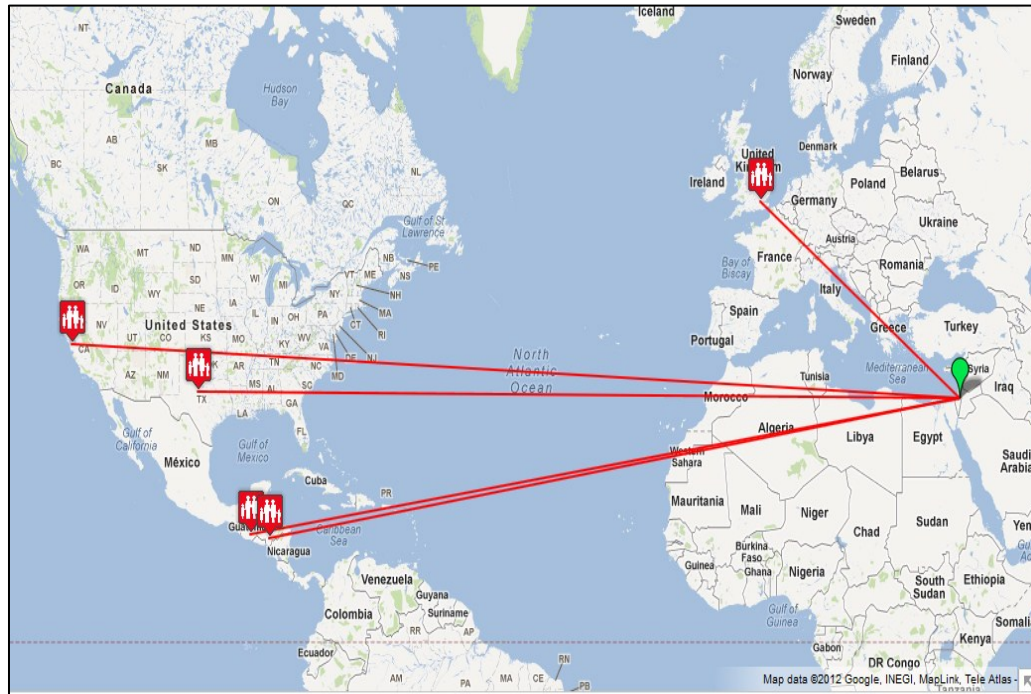 Iceland
Sweden
NT
Finland
Norway
Canada
Hudson
Bay
AB
MB
BC
SK
NL
ON
QC
Gulf of St
Lawrence
Denmark
United
Kingdom
Ireland
Belarus
Poland
Germany
Ukraine
Austria
France
Bay of
Biscay
Romania
Italy
WA
MT
ND
MN
NB
PE
NS
VT
ME
OR
ID
SD
WI
MI
NY
NH
WY
IA
NE
PA
MA
CT
RI
IL
IN
OH
Spain
Portugal
Greece
Turkey
NV
UT
CO
KS
MO
KY
WV
VA
NJ
DE
MD
United States
CA
AZ
NM
OK
AR
TN
NC
SC
MS
AL
GA
TX
LA
FL
North
Atlantic
Ocean
Mediterranean
Sea
Syria
Iraq
Tunisia
Morocco
Algeria
Libya
Egypt
Saudi
Arabia
Western
Sahara
Gulf of
California
Gulf of
Mexico
México
Cuba
PR
Mauritania
Mali
Niger
Chad
Sudan
Caribbean
Sea
Nicaragua
Burkina
Faso
Guinea
Ghana
Nigeria
South
Sudan
Ethiopia
Venezuela
Guyana
Suriname
Colombia
Gulf of
Guinea
RR
AP
Ecuador
Gabon
Kenya
DR Congo
AM
PA
MA
CE
RN
PB
Tanzania
Map data ©2012 Google, INEGI, MapLink, Tele Atlas -